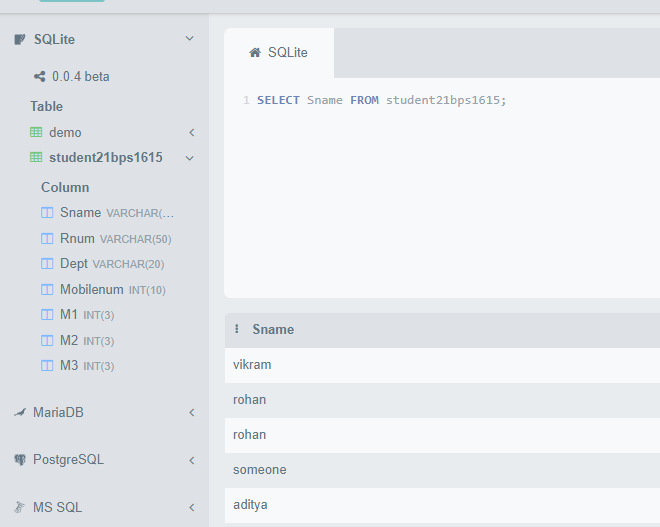 SQLite
0.0.4 beta
Table
demo
student21bps1615
Column
Sname VARCHAR(...
Rnum VARCHAR(50)
Dept VARCHAR(20)
Mobilenum INT(10)
M1 INT(3)
M2 INT(3)
M3 INT(3)
MariaDB
PostgreSQL
MS SQL
SQLite
1 SELECT Sname FROM student21bps1615;
Sname
vikram
rohan
rohan
someone
aditya